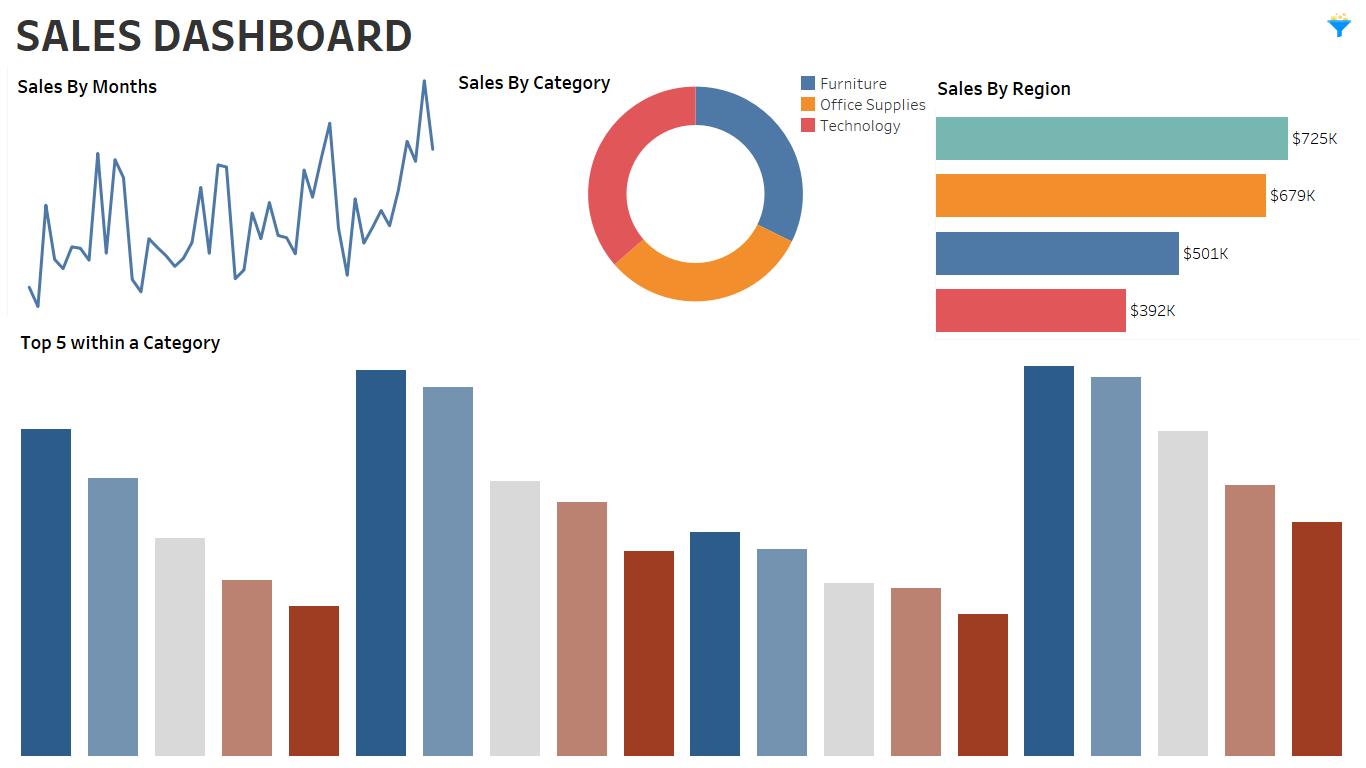 SALES DASHBOARD
Sales By Months
Sales By Category
Furniture
Office Supplies
Technology
Sales By Region
$725K
$679K
$501K
$392K
Top 5 within a Category